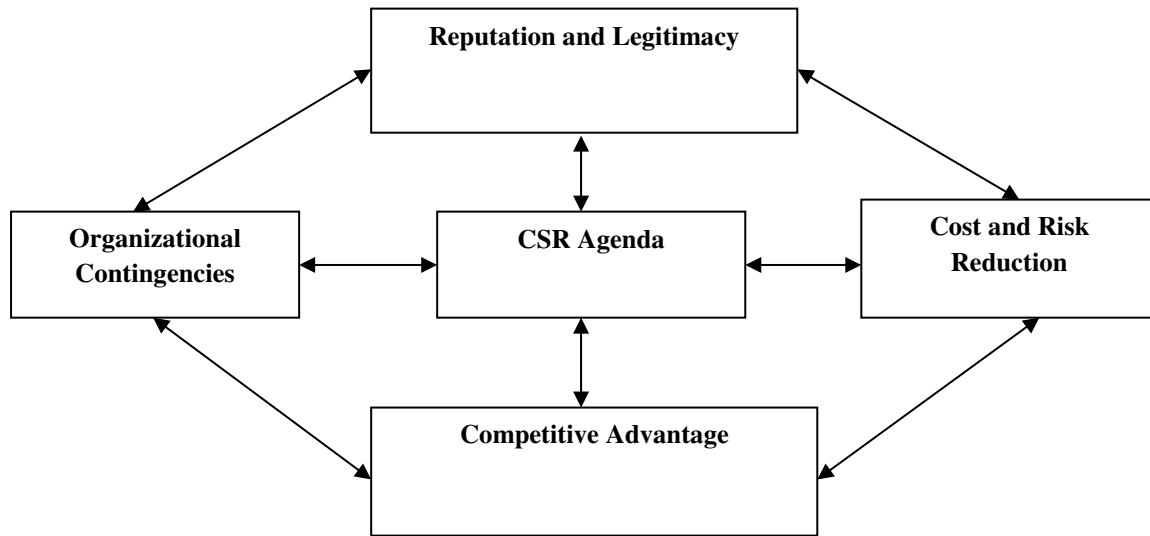 Reputation and Legitimacy
Organizational
Contingencies
CSR Agenda
Cost and Risk
Reduction
Competitive Advantage